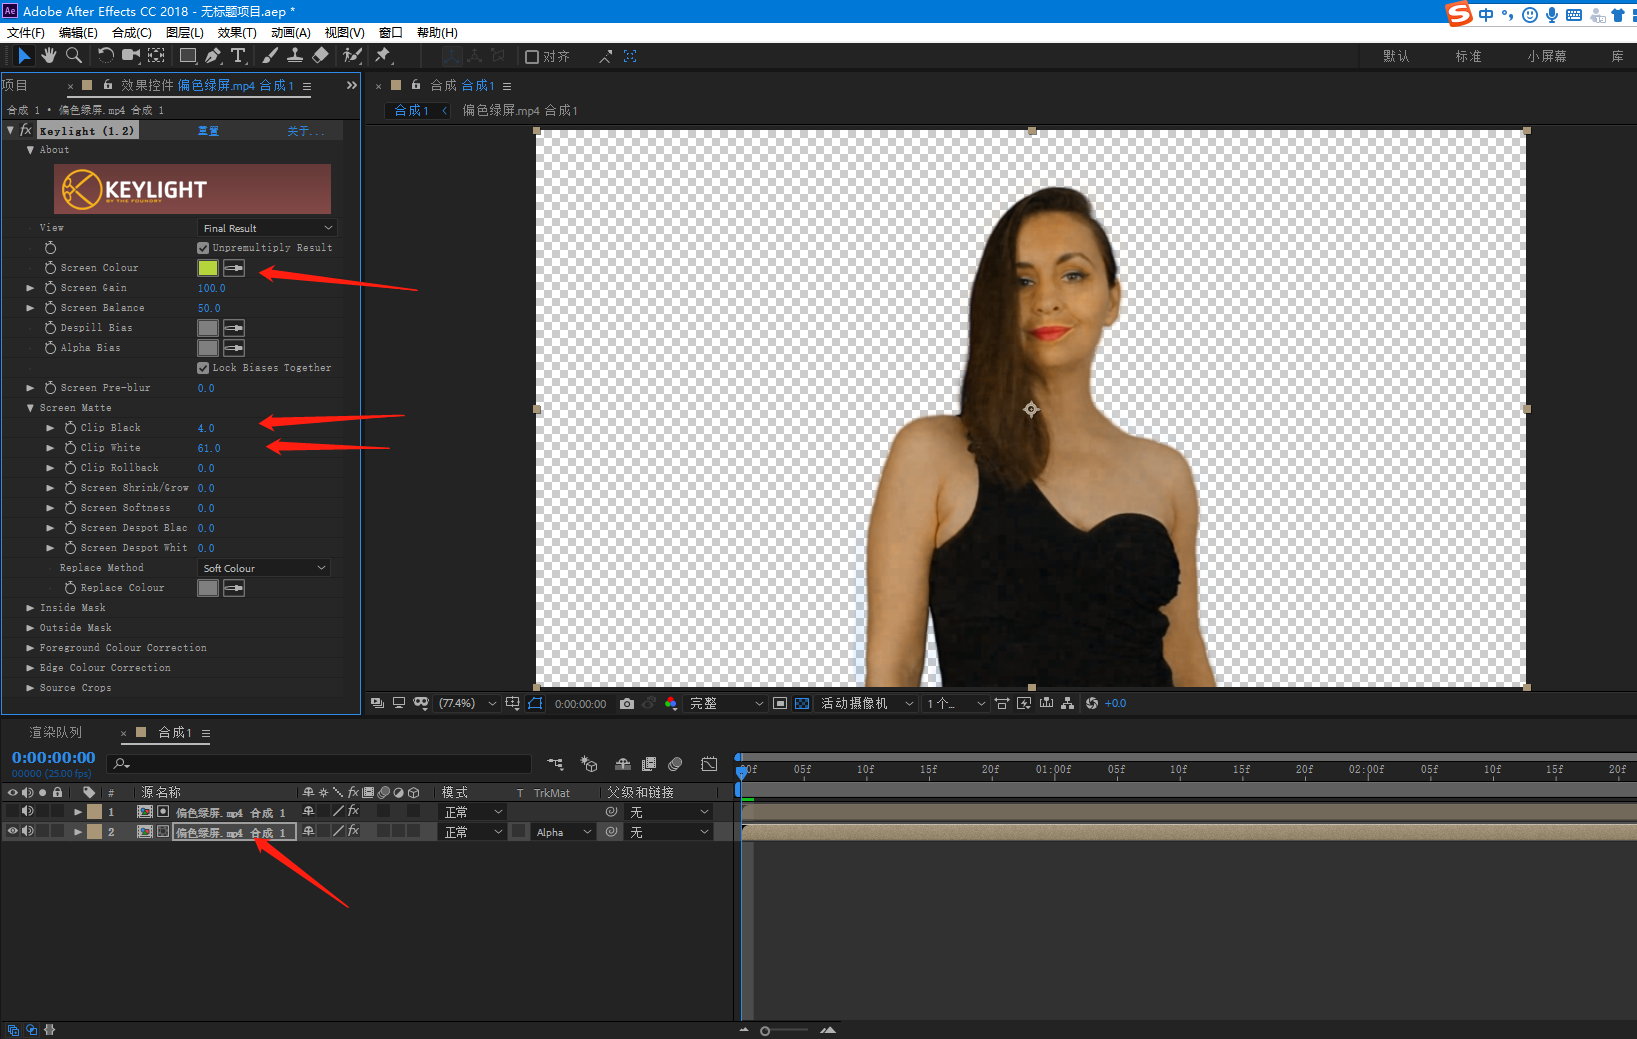 Ae Adobe After Effects CC 2018 - 无标题项目.aep *
S 中
文件(F) 编辑(E) 合成(C) 图层(L) 效果(T) 动画(A) 视图(V) 窗口 帮助(H)
T 对齐 默认 标准 小屏幕 库
项目 × 效果控件 偏色绿屏.mp4 合成1 ≡ »
合成 1 · 偏色绿屏.mp4 合成 1
fx Keylight (1.2) 重置 关于...
About
KEYLIGHT
BY THE FOUNDRY
View Final Result
Unpremultiply Result
Screen Colour
Screen Gain 100.0
Screen Balance 50.0
Despill Bias
Alpha Bias
Lock Biases Together
Screen Pre-blur 0.0
Screen Matte
Clip Black 4.0
Clip White 61.0
Clip Rollback 0.0
Screen Shrink/Grow 0.0
Screen Softness 0.0
Screen Despot Blac 0.0
Screen Despot Whit 0.0
Replace Method Soft Colour
Replace Colour
Inside Mask
Outside Mask
Foreground Colour Correction
Edge Colour Correction
Source Crops
× 合成 合成1 ≡
合成1 < 偏色绿屏.mp4 合成1
(77.4%) 0:00:00:00 完整 活动摄像机 1个... +0.0
渲染队列 × 合成1 ≡
0:00:00:00
00000 (25.00 fps)
:00f 05f 10f 15f 20f 01:00f 05f 10f 15f 20f 02:00f 05f 10f 15f 20f
# 源名称 fx 模式 T TrkMat 父级和链接
1 偏色绿屏.mp4 合成 1 fx 正常 无
2 偏色绿屏.mp4 合成 1 fx 正常 Alpha 无